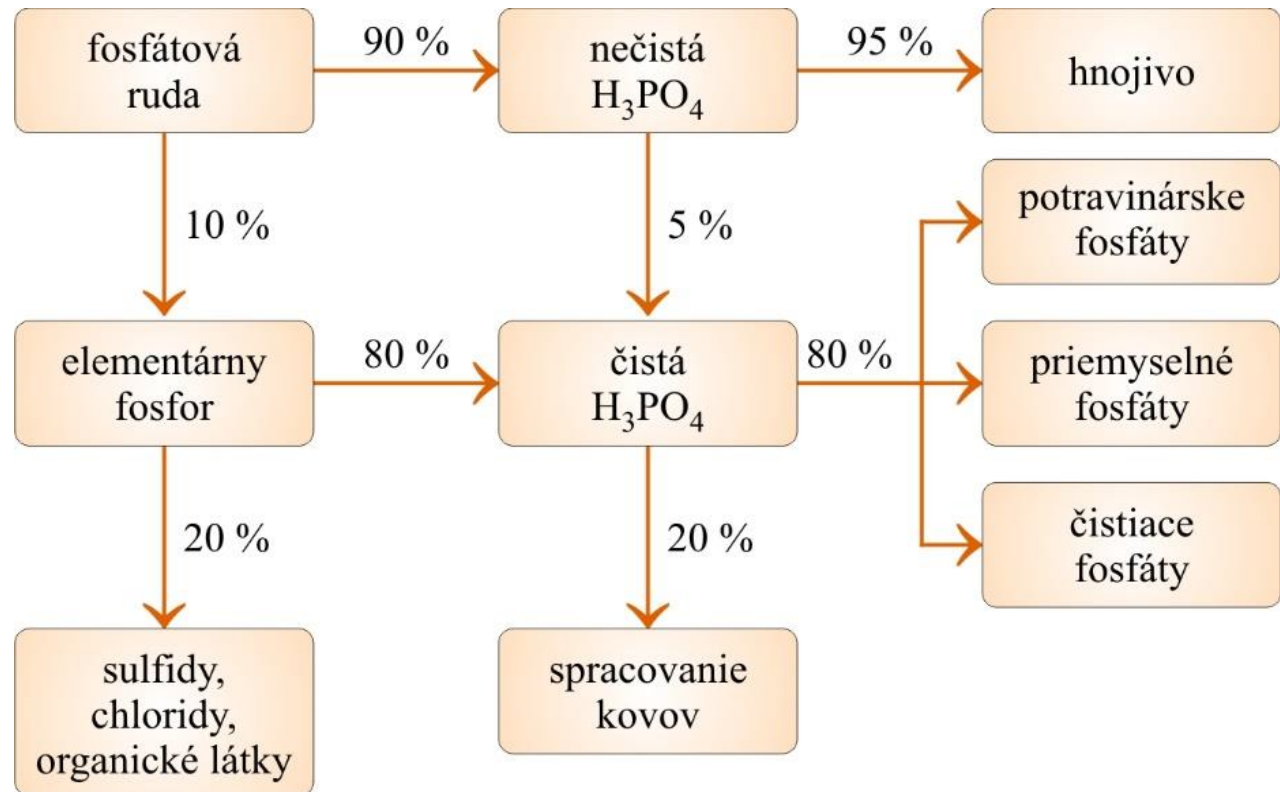 fosfátová
ruda
90 %
nečistá
H₃PO₄
95 %
hnojivo
10 %
5 %
potravinárske
fosfáty
elementárny
fosfor
80 %
čistá
H₃PO₄
80 %
priemyselné
fosfáty
20 %
20 %
čistiace
fosfáty
sulfidy,
chloridy,
organické látky
spracovanie
kovov